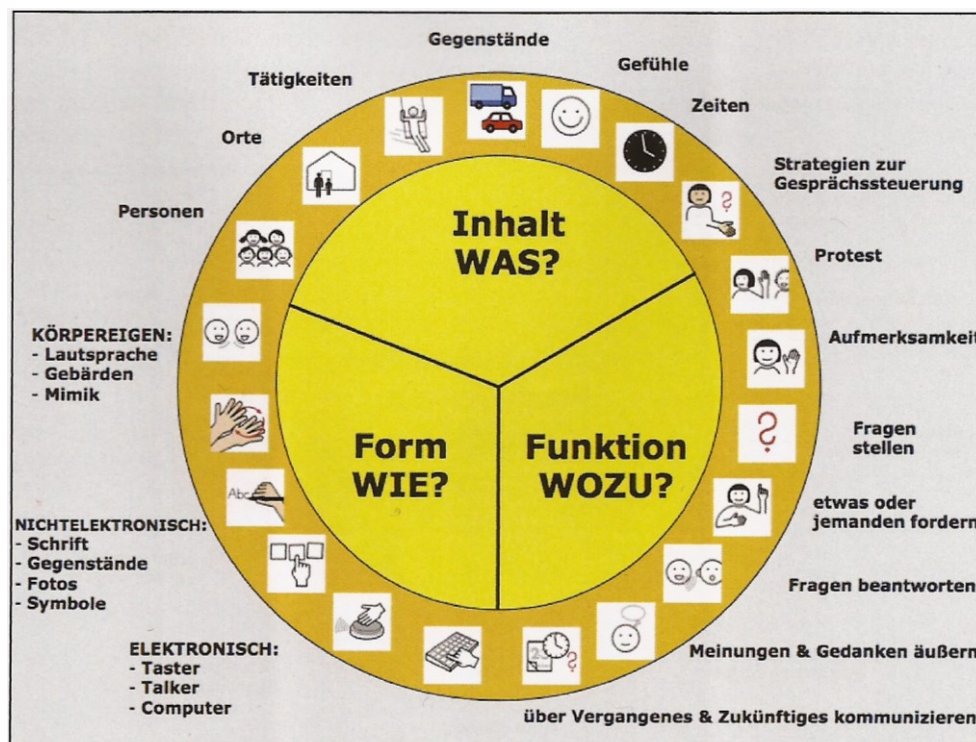 Gegenstände
Gefühle
Tätigkeiten
Zeiten
Orte
Strategien zur
Gesprächssteuerung
Personen
Inhalt
WAS?
Protest
KÖRPEREIGEN:
- Lautsprache
- Gebärden
- Mimik
Aufmerksamkeit
Form
WIE?
Funktion
WOZU?
Fragen
stellen
Abc
etwas oder
jemanden fordern
NICHTELEKTRONISCH:
- Schrift
- Gegenstände
- Fotos
- Symbole
Fragen beantworten
ELEKTRONISCH:
- Taster
- Talker
- Computer
Meinungen & Gedanken äußern
über Vergangenes & Zukünftiges kommunizieren